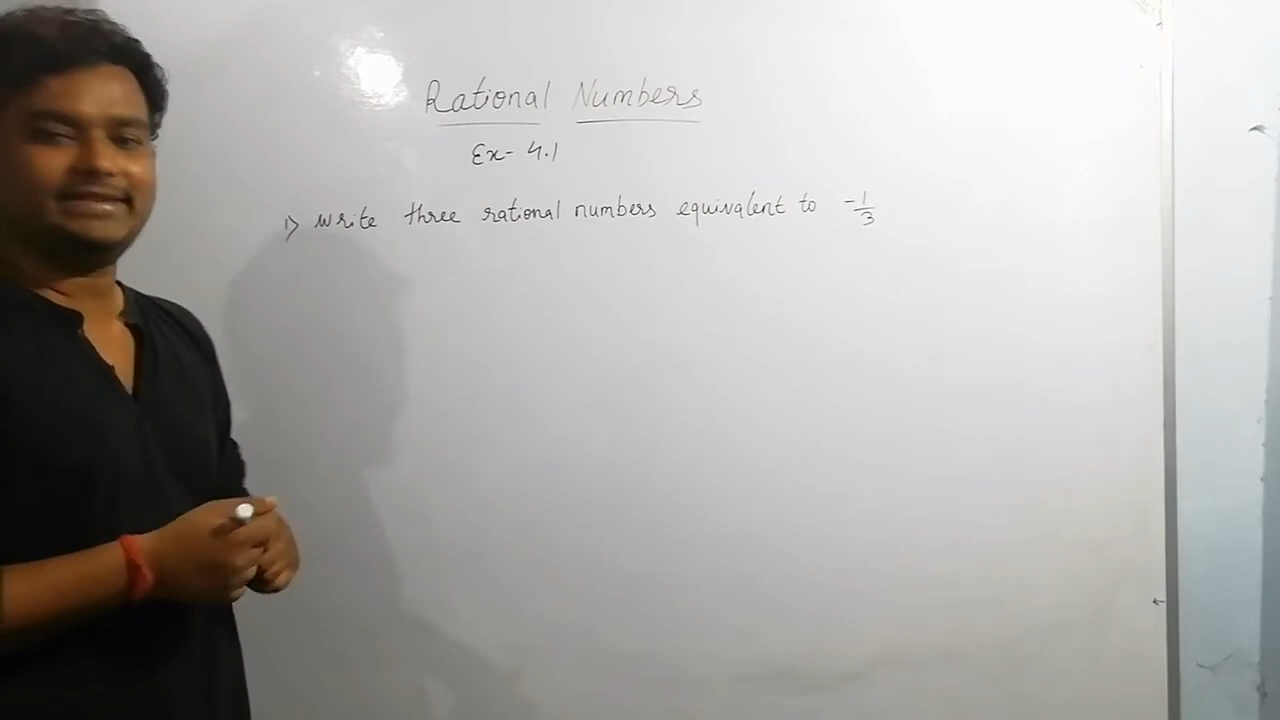 Rational Numbers
Ex- 4.1
1> write three rational numbers equivalent to -1/3